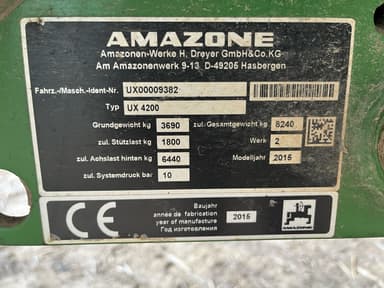 AMAZONE
Amazonen-Werke H. Dreyer GmbH&Co.KG
Am Amazonenwerk 9-13 D-49205 Hasbergen
Fahrz.-/Masch.-Ident-Nr. UX00009382
Typ UX 4200
Grundgewicht kg 3690 zul. Gesamtgewicht kg 8240
zul. Stützlast kg 1800 Werk 2
zul. Achslast hinten kg 6440 Modelljahr 2015
zul. Systemdruck bar 10
CE
Baujahr
année de fabrication
year of manufacture
Год изготовления
2015